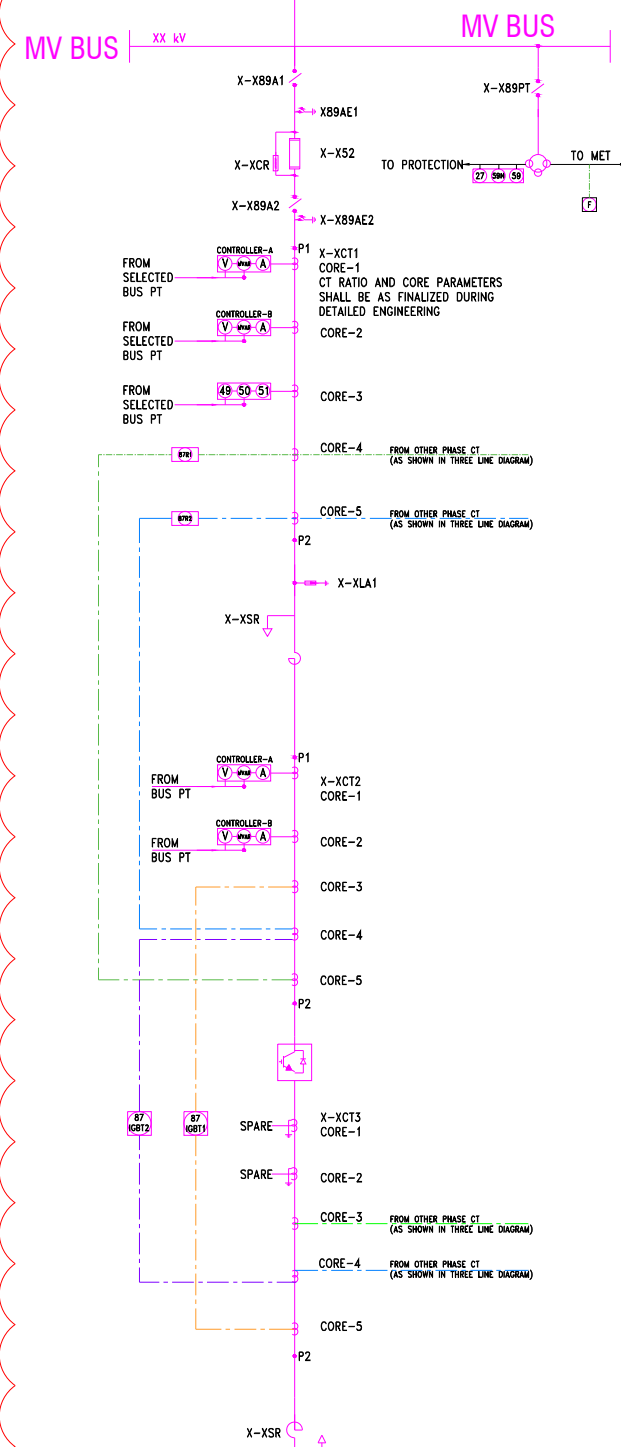 MV BUS
XX kV
MV BUS
X-X89A1
X-X89PT
X89AE1
X-XCR
X-X52
TO PROTECTION
TO MET
27 59N 59
F
X-X89A2
X-X89AE2
P1
X-XCT1
CORE-1
CT RATIO AND CORE PARAMETERS
SHALL BE AS FINALIZED DURING
DETAILED ENGINEERING
CONTROLLER-A
V MVAR A
FROM
SELECTED
BUS PT
CONTROLLER-B
V MVAR A
FROM
SELECTED
BUS PT
CORE-2
49 50 51
FROM
SELECTED
BUS PT
CORE-3
87R1
CORE-4
FROM OTHER PHASE CT
(AS SHOWN IN THREE LINE DIAGRAM)
87R2
CORE-5
FROM OTHER PHASE CT
(AS SHOWN IN THREE LINE DIAGRAM)
P2
X-XLA1
X-XSR
P1
CONTROLLER-A
V MVAR A
FROM
BUS PT
X-XCT2
CORE-1
CONTROLLER-B
V MVAR A
FROM
BUS PT
CORE-2
CORE-3
CORE-4
CORE-5
P2
87
IGBT2
87
IGBT1
SPARE
X-XCT3
CORE-1
SPARE
CORE-2
CORE-3
FROM OTHER PHASE CT
(AS SHOWN IN THREE LINE DIAGRAM)
CORE-4
FROM OTHER PHASE CT
(AS SHOWN IN THREE LINE DIAGRAM)
CORE-5
P2
X-XSR